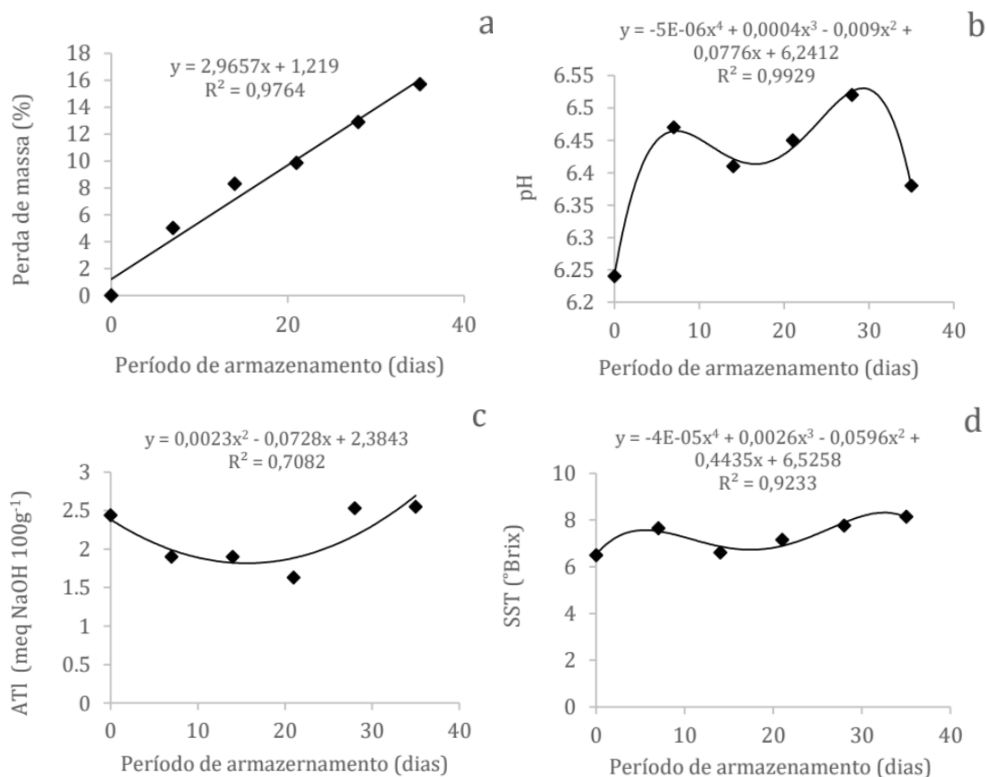 a
y = 2,9657x + 1,219
R² = 0,9764
Perda de massa (%)
18
16
14
12
10
8
6
4
2
0
0 20 40
Período de armazenamento (dias)
b
y = -5E-06x⁴ + 0,0004x³ - 0,009x² +
0,0776x + 6,2412
R² = 0,9929
pH
6.55
6.5
6.45
6.4
6.35
6.3
6.25
6.2
0 10 20 30 40
Período de armazenamento (dias)
c
y = 0,0023x² - 0,0728x + 2,3843
R² = 0,7082
ATl (meq NaOH 100g⁻¹)
3
2.5
2
1.5
1
0.5
0
0 10 20 30 40
Período de armazernamento (dias)
d
y = -4E-05x⁴ + 0,0026x³ - 0,0596x² +
0,4435x + 6,5258
R² = 0,9233
SST (°Brix)
10
8
6
4
2
0
0 10 20 30 40
Período de armazenamento (dias)